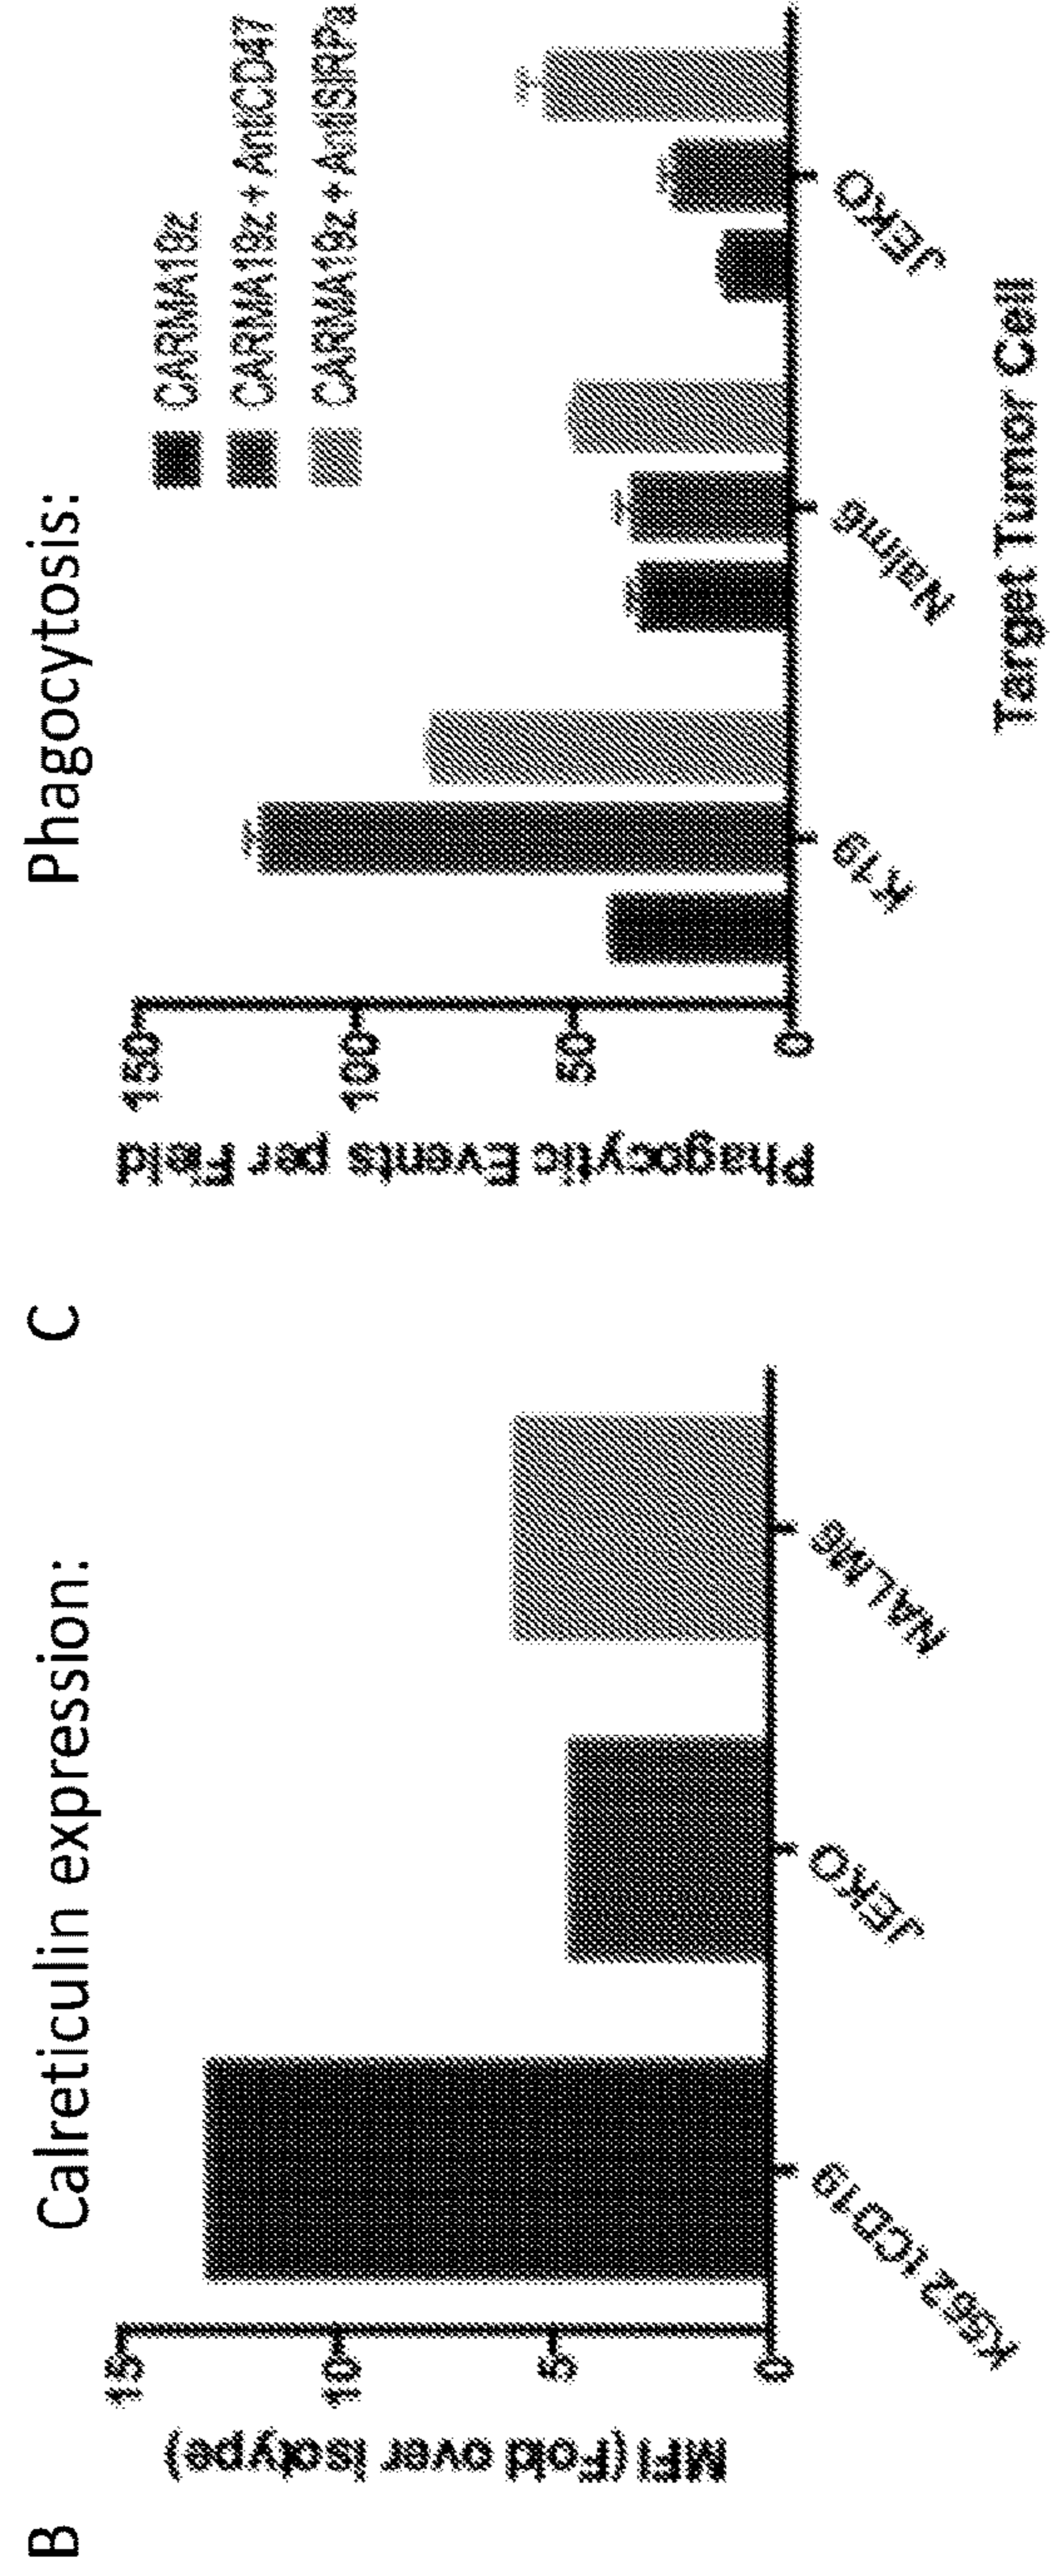 B
Calreticulin expression:
MFI (Fold over isotype)
15
10
5
0
K562 tCD19
JEKO
NALM6
C
Phagocytosis:
Phagocytic Events per Field
150
100
50
0
CARMA19z
CARMA19z + AntiCD47
CARMA19z + AntiSIRPa
K19
Nalm6
JEKO
Target Tumor Cell